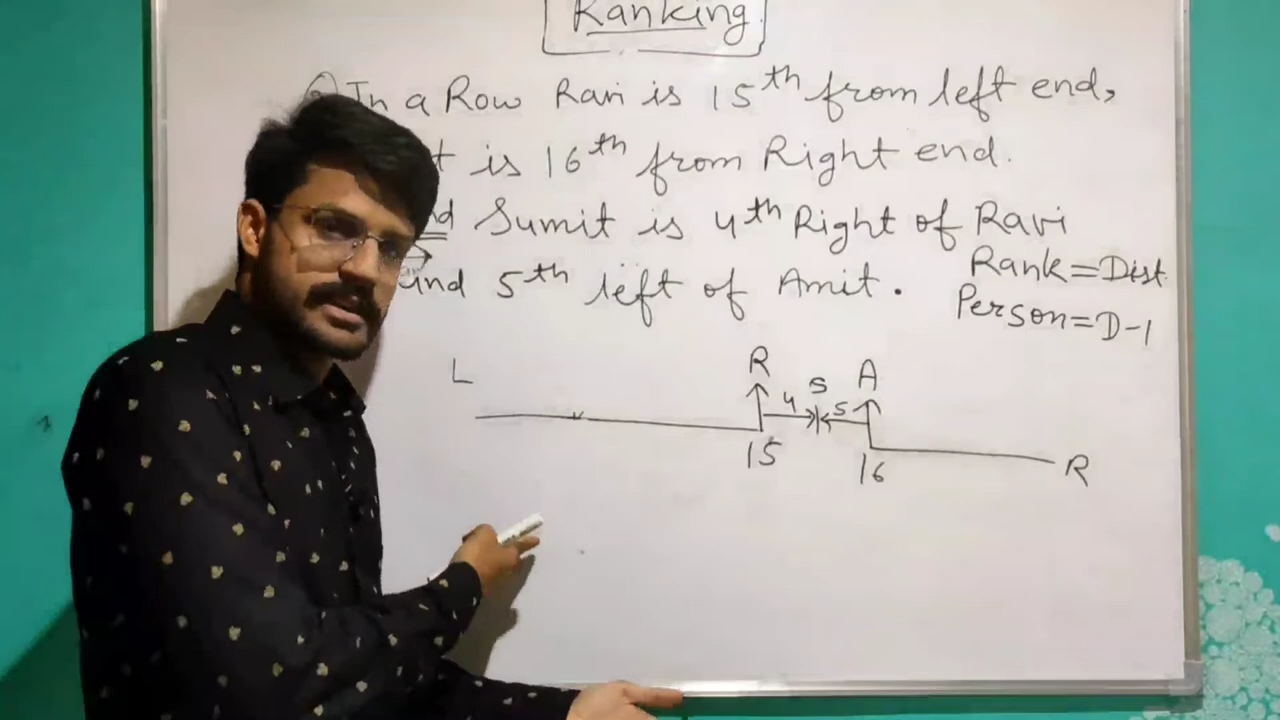 Ranking
Q) In a Row Ravi is 15th from left end,
t is 16th from Right end.
nd Sumit is 4th Right of Ravi
Rank = Dist.
and 5th left of Amit.
Person = D-1
L R 4 S 5 A
15 16 R